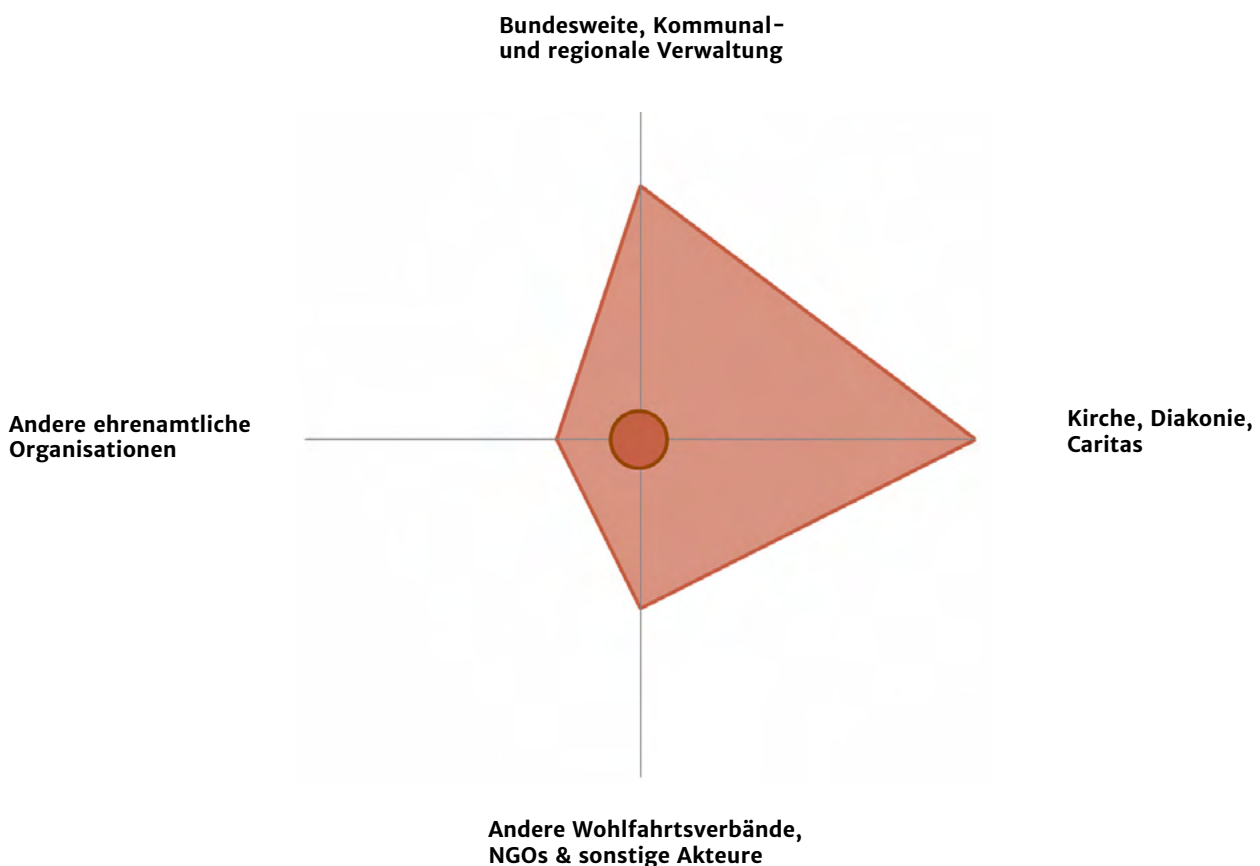 Bundesweite, Kommunal-
und regionale Verwaltung
Andere ehrenamtliche
Organisationen
Kirche, Diakonie,
Caritas
Andere Wohlfahrtsverbände,
NGOs & sonstige Akteure